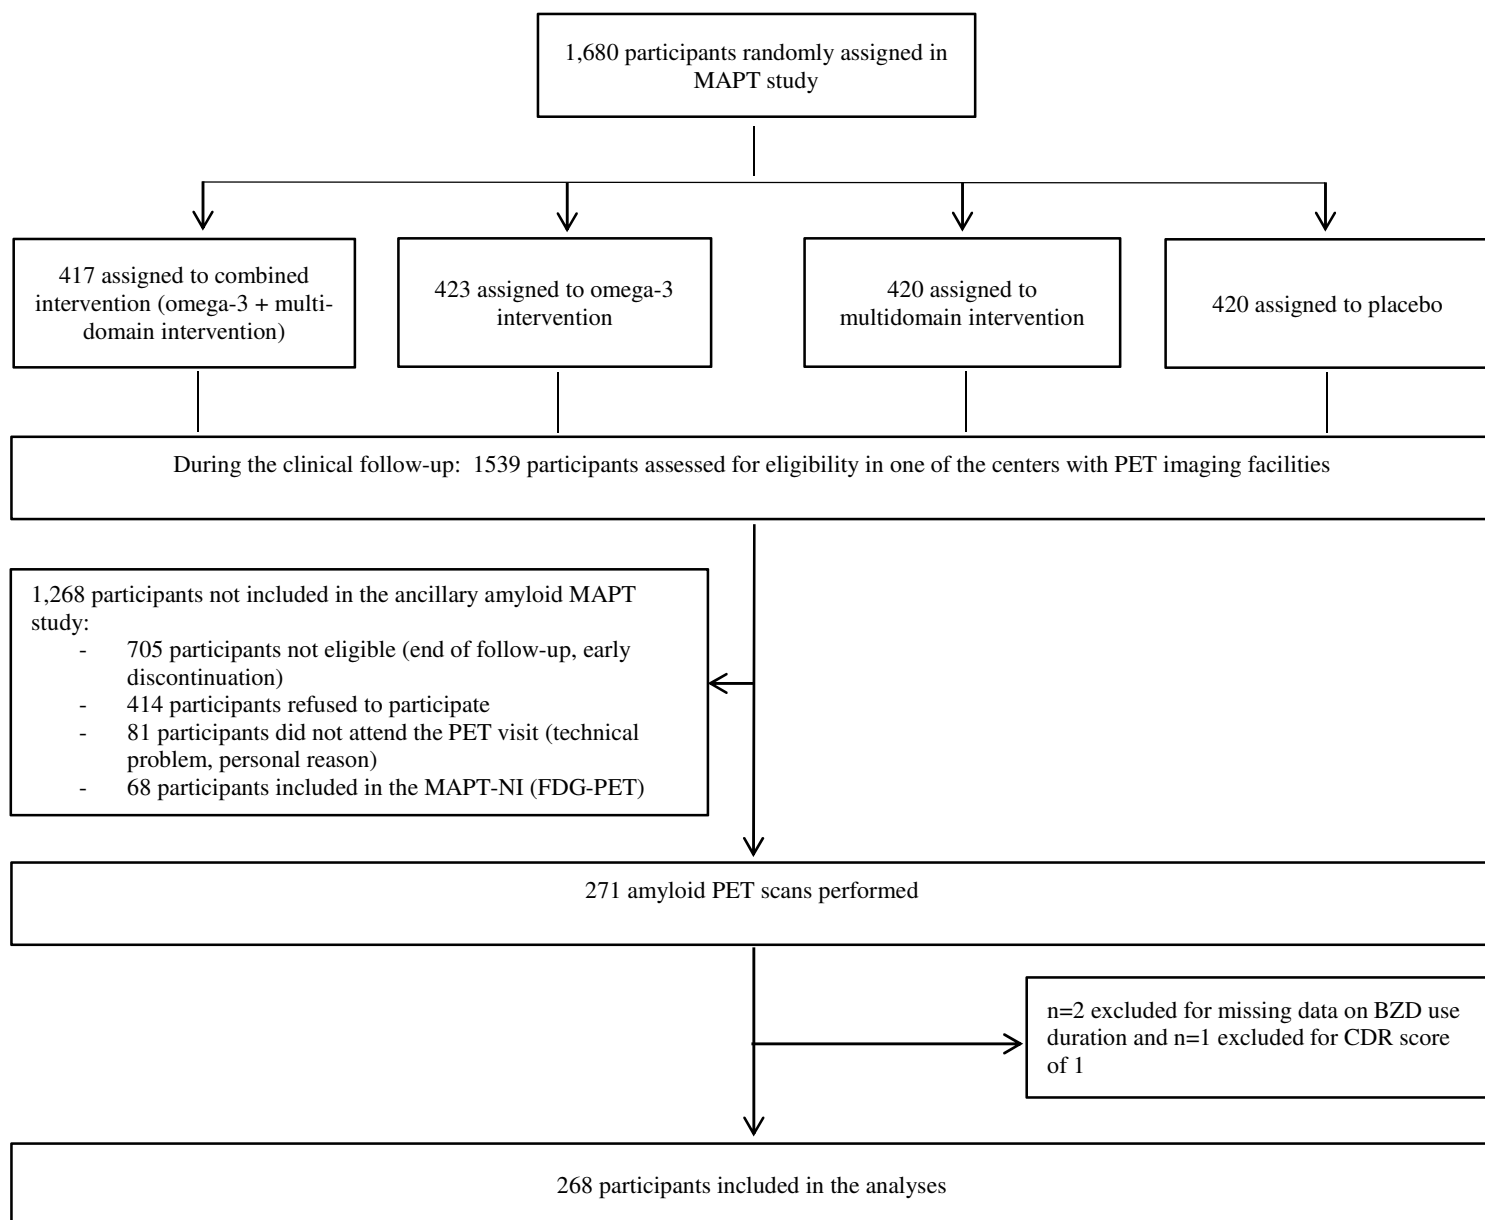 1,680 participants randomly assigned in
MAPT study
417 assigned to combined
intervention (omega-3 + multi-
domain intervention)
423 assigned to omega-3
intervention
420 assigned to
multidomain intervention
420 assigned to placebo
During the clinical follow-up:  1539 participants assessed for eligibility in one of the centers with PET imaging facilities
1,268 participants not included in the ancillary amyloid MAPT
study:
- 705 participants not eligible (end of follow-up, early
discontinuation)
- 414 participants refused to participate
- 81 participants did not attend the PET visit (technical
problem, personal reason)
- 68 participants included in the MAPT-NI (FDG-PET)
271 amyloid PET scans performed
n=2 excluded for missing data on BZD use
duration and n=1 excluded for CDR score
of 1
268 participants included in the analyses